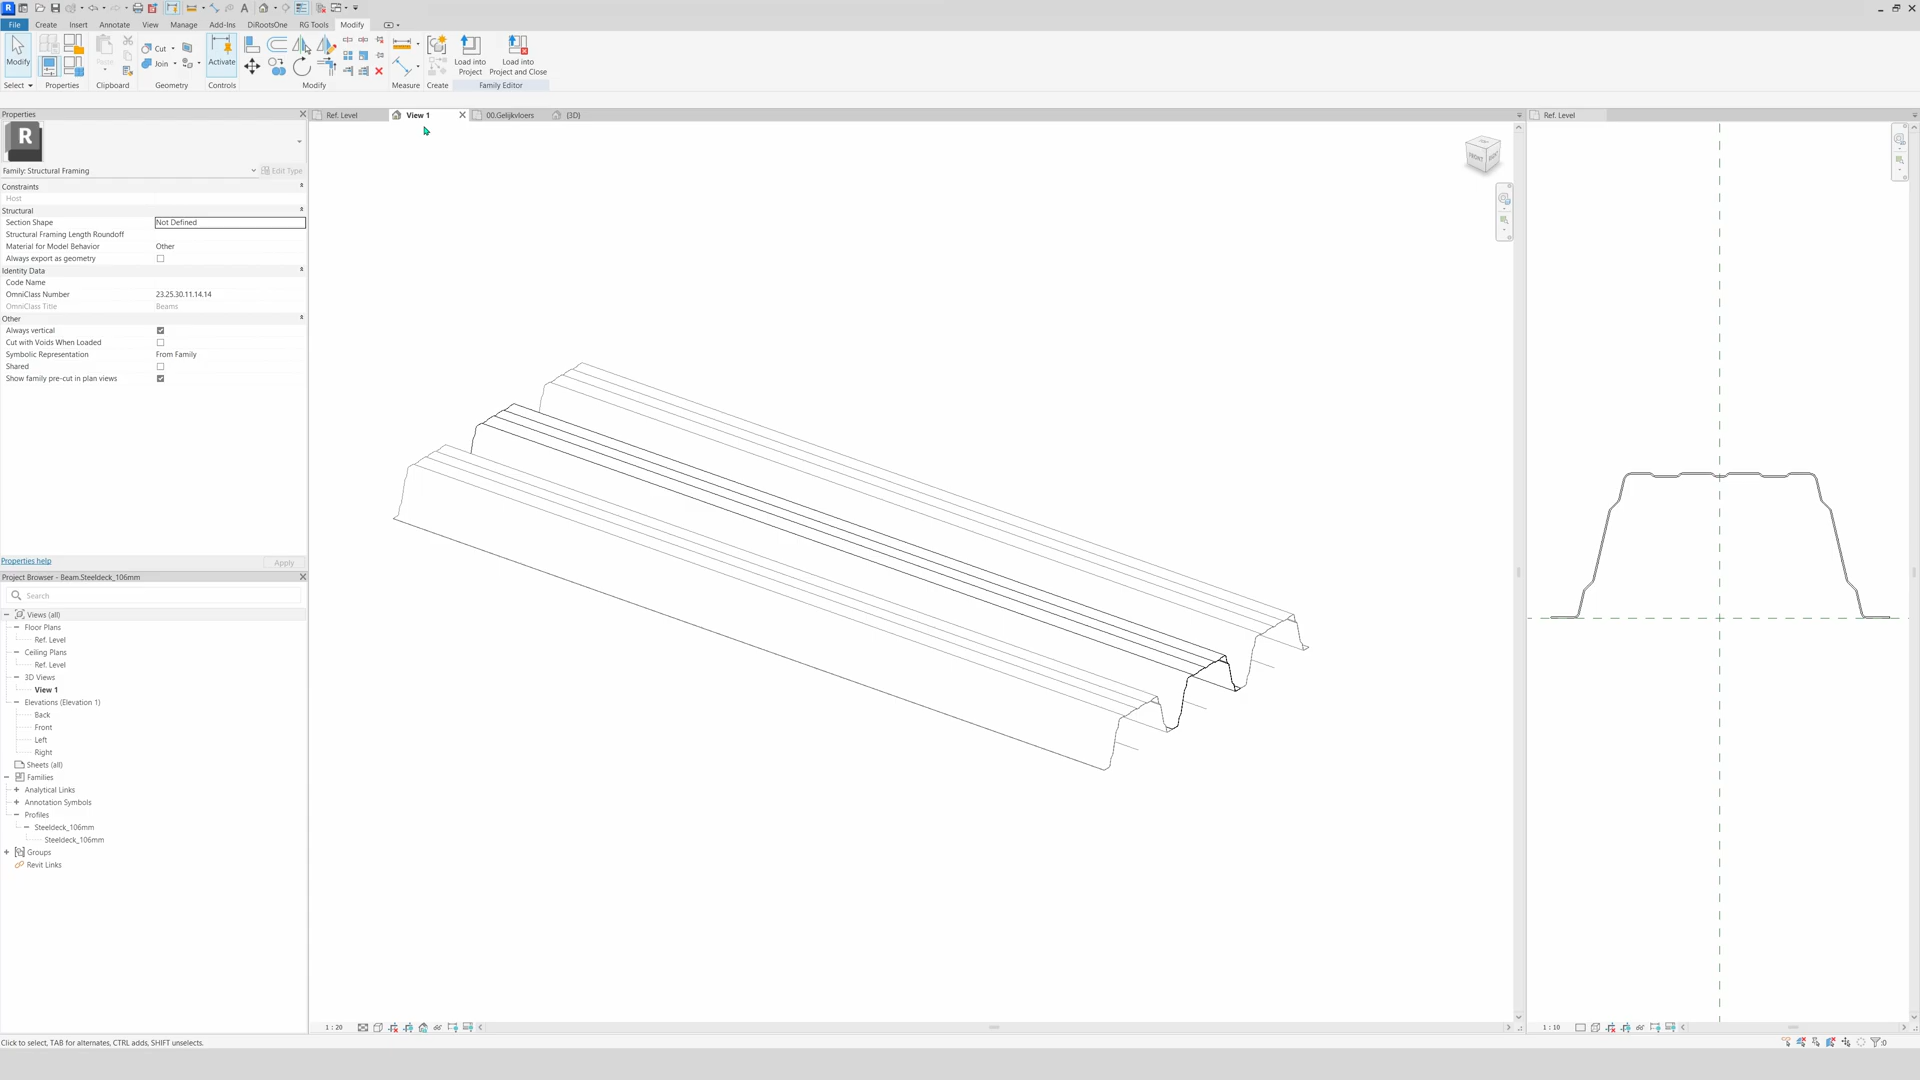 File Create Insert Annotate View Manage Add-Ins DiRootsOne RG Tools Modify
Modify
Cut
Join
Activate
Load into
Project
Load into
Project and Close
Select
Properties
Clipboard
Geometry
Controls
Modify
Measure
Create
Family Editor
Properties
Ref. Level
View 1
00.Gelijkvloers
(3D)
Ref. Level
R
Family: Structural Framing
Edit Type
Constraints
Host
Structural
Section Shape Not Defined
Structural Framing Length Roundoff
Material for Model Behavior Other
Always export as geometry
Identity Data
Code Name
OmniClass Number 23.25.30.11.14.14
OmniClass Title Beams
Other
Always vertical
Cut with Voids When Loaded
Symbolic Representation From Family
Shared
Show family pre-cut in plan views
FRONT
Properties help
Apply
Project Browser - Beam.Steeldeck_106mm
Search
Views (all)
Floor Plans
Ref. Level
Ceiling Plans
Ref. Level
3D Views
View 1
Elevations (Elevation 1)
Back
Front
Left
Right
Sheets (all)
Families
Analytical Links
Annotation Symbols
Profiles
Steeldeck_106mm
Steeldeck_106mm
Groups
Revit Links
1 : 20
1 : 10
Click to select, TAB for alternates, CTRL adds, SHIFT unselects.
:0